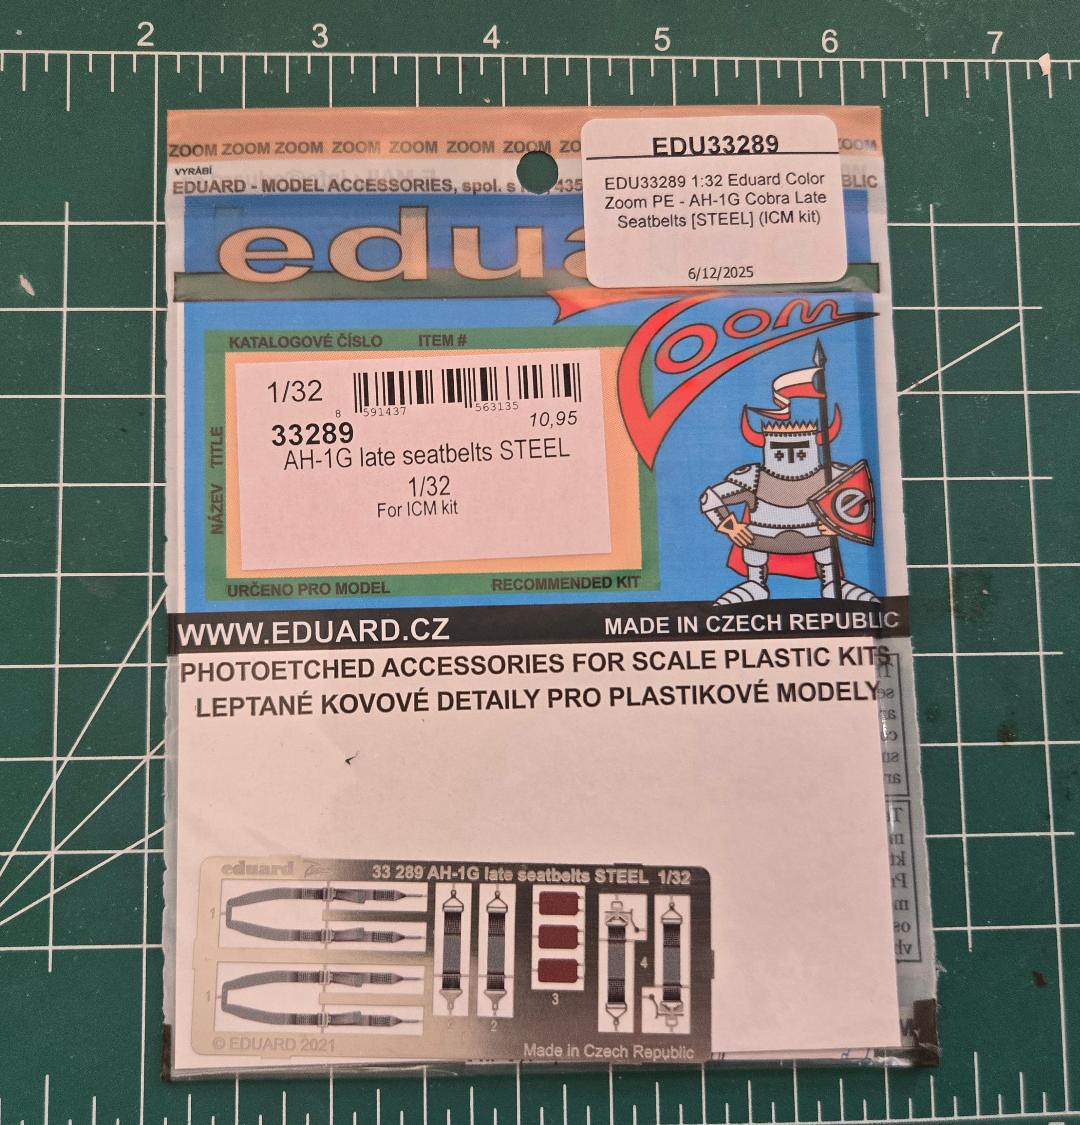 2 3 4 5 6 7
ZOOM ZOOM ZOOM ZOOM ZOOM ZOOM ZOOM ZO
ZOOM
VYRÁBÍ
EDUARD - MODEL ACCESSORIES, spol. s 435
BLIC
EDU33289
EDU33289 1:32 Eduard Color
Zoom PE - AH-1G Cobra Late
Seatbelts [STEEL] (ICM kit)
6/12/2025
edua
Zoom
KATALOGOVÉ ČÍSLO ITEM #
NÁZEV TITLE
1/32
8 591437 563135
10,95
33289
AH-1G late seatbelts STEEL
1/32
For ICM kit
e
URČENO PRO MODEL RECOMMENDED KIT
WWW.EDUARD.CZ MADE IN CZECH REPUBLIC
PHOTOETCHED ACCESSORIES FOR SCALE PLASTIC KITS
LEPTANÉ KOVOVÉ DETAILY PRO PLASTIKOVÉ MODELY
eduard 33 289 AH-1G late seatbelts STEEL 1/32
1
1
2 2
3
4
© EDUARD 2021
Made in Czech Republic